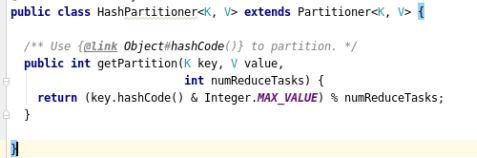 public class HashPartitioner<K, V> extends Partitioner<K, V> {
/** Use {@link Object#hashCode()} to partition. */
public int getPartition(K key, V value,
int numReduceTasks) {
return (key.hashCode() & Integer.MAX_VALUE) % numReduceTasks;
}
}